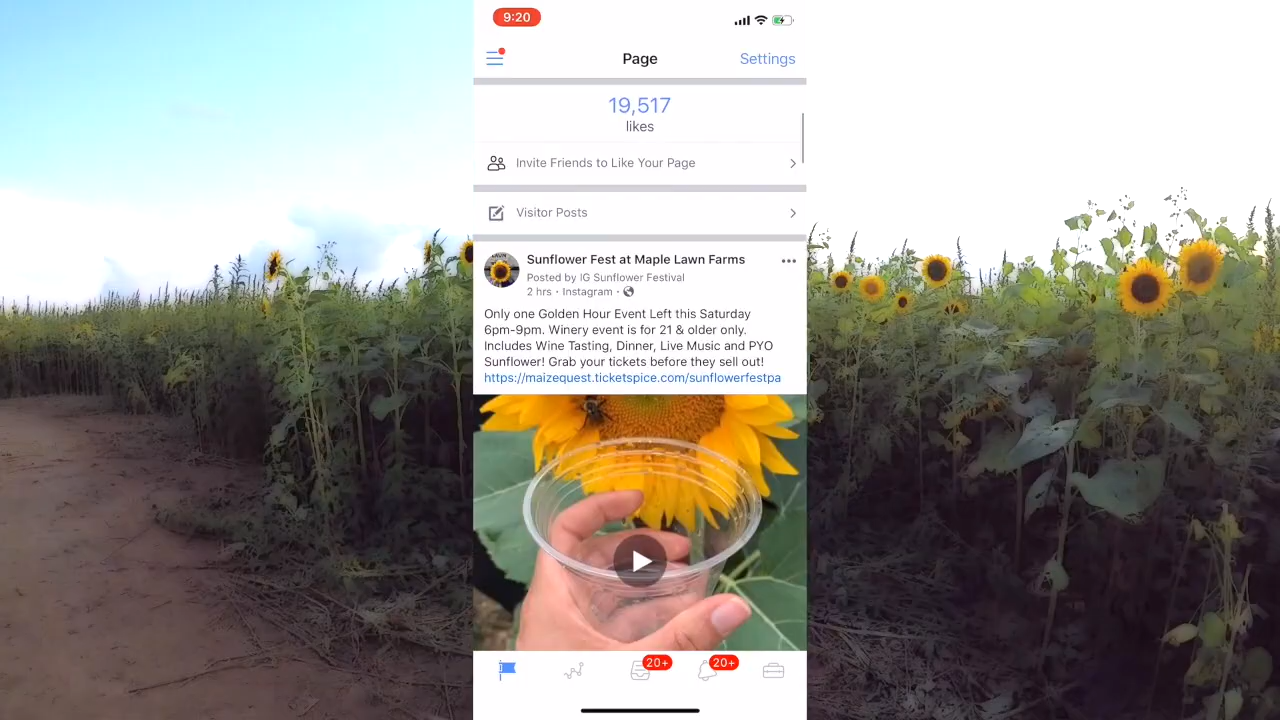 9:20
Page
Settings
19,517
likes
Invite Friends to Like Your Page
Visitor Posts
Sunflower Fest at Maple Lawn Farms
Posted by IG Sunflower Festival
2 hrs · Instagram ·
Only one Golden Hour Event Left this Saturday
6pm-9pm. Winery event is for 21 & older only.
Includes Wine Tasting, Dinner, Live Music and PYO
Sunflower! Grab your tickets before they sell out!
https://maizequest.ticketspice.com/sunflowerfestpa
20+
20+